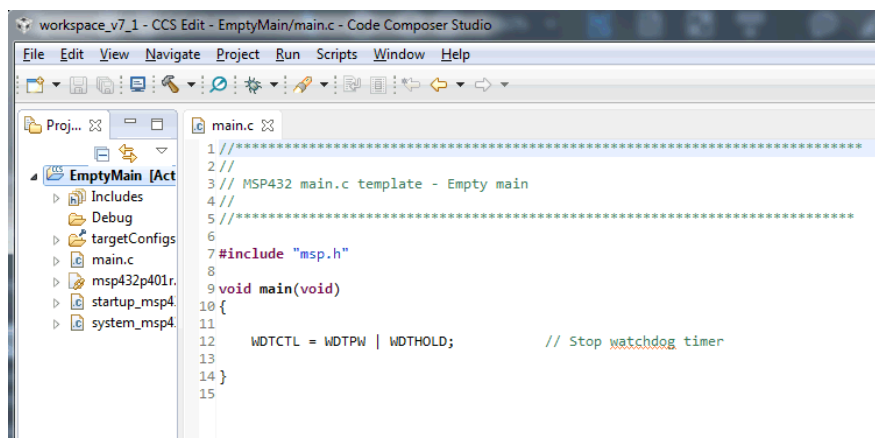 workspace_v7_1 - CCS Edit - EmptyMain/main.c - Code Composer Studio
File Edit View Navigate Project Run Scripts Window Help
Proj...
main.c
EmptyMain [Act
Includes
Debug
targetConfigs
main.c
msp432p401r.
startup_msp4
system_msp4
1 //*****************************************************************************
2 //
3 // MSP432 main.c template - Empty main
4 //
5 //****************************************************************************
6
7 #include "msp.h"
8
9 void main(void)
10 {
11
12 WDTCTL = WDTPW | WDTHOLD; // Stop watchdog timer
13
14 }
15